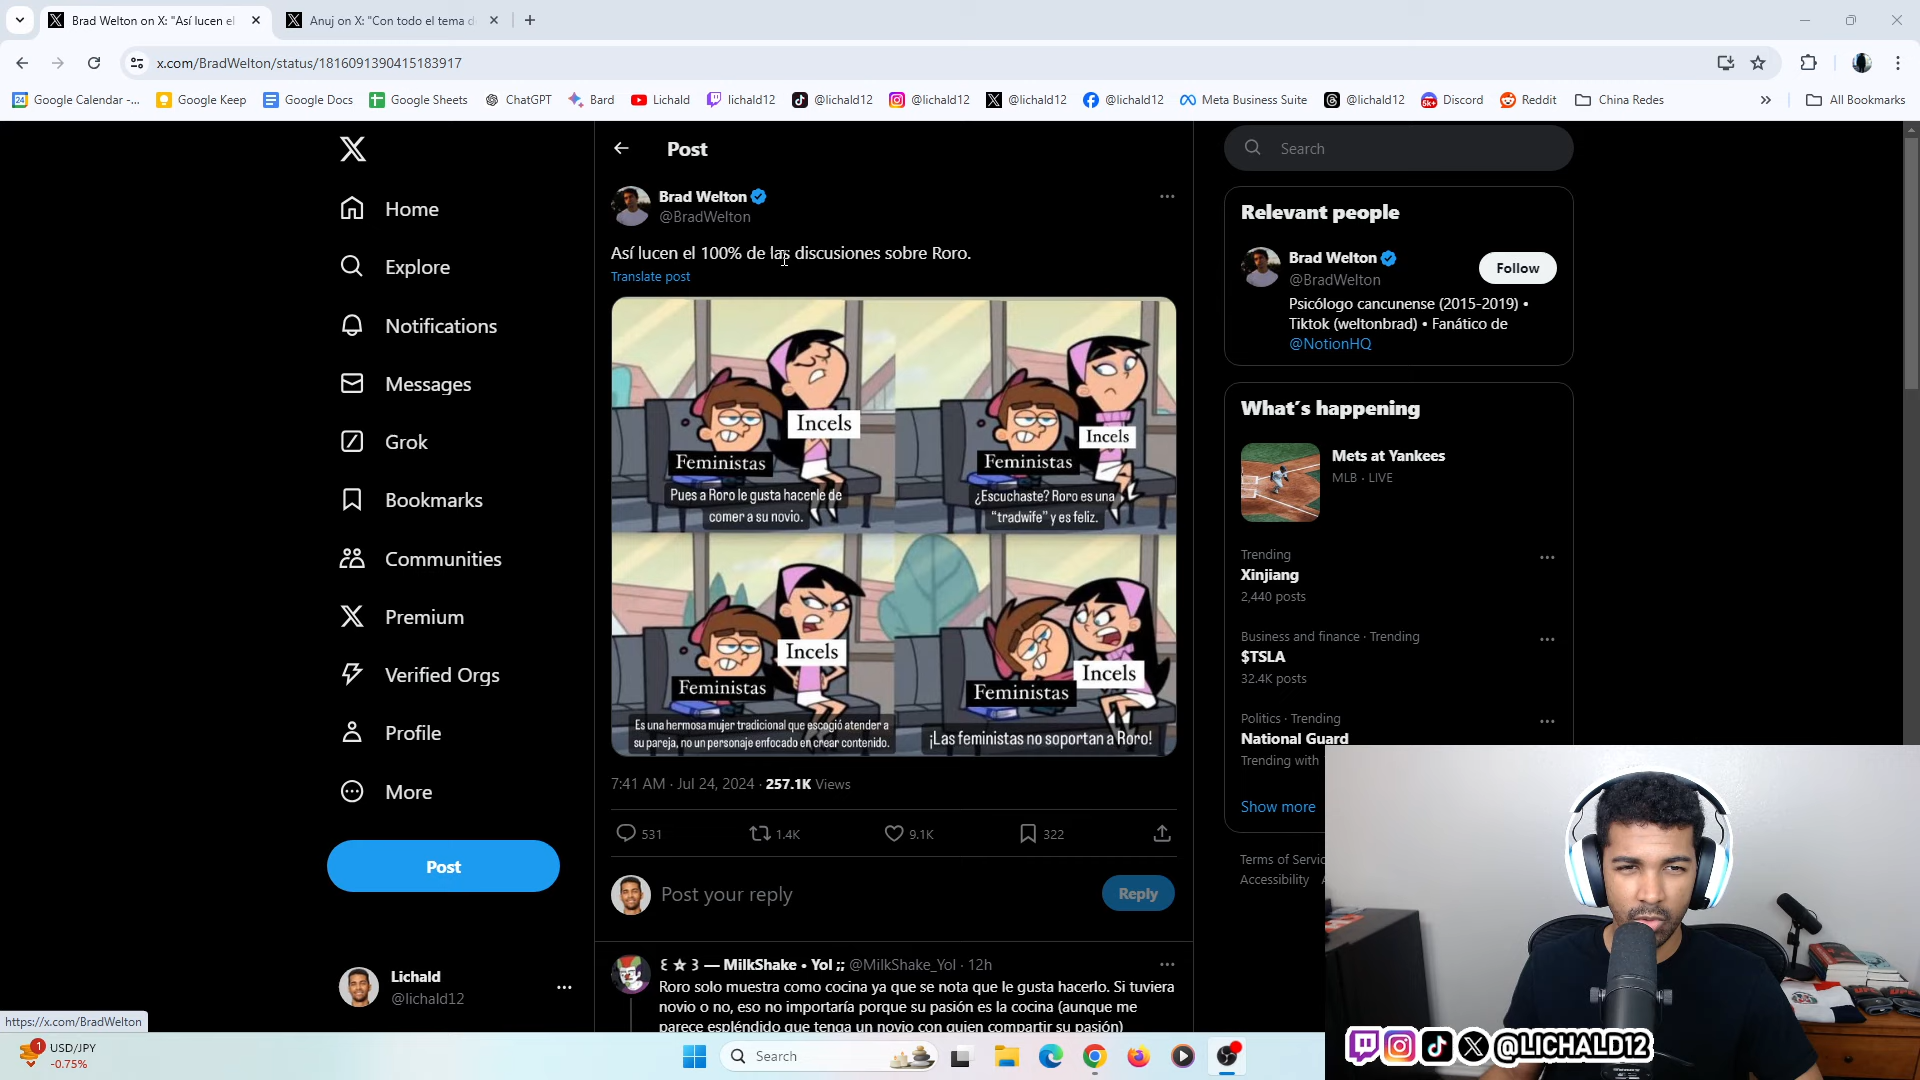 Brad Welton on X: "Así lucen el
Anuj on X: "Con todo el tema d
x.com/BradWelton/status/1816091390415183917
Google Calendar -...
Google Keep
Google Docs
Google Sheets
ChatGPT
Bard
Lichald
lichald12
@lichald12
@lichald12
@lichald12
@lichald12
Meta Business Suite
@lichald12
Discord
Reddit
China Redes
All Bookmarks
Home
Explore
Notifications
Messages
Grok
Bookmarks
Communities
Premium
Verified Orgs
Profile
More
Post
Lichald
@lichald12
https://x.com/BradWelton
Post
Brad Welton
@BradWelton
Así lucen el 100% de las discusiones sobre Roro.
Translate post
Incels
Feministas
Pues a Roro le gusta hacerle de
comer a su novio.
Incels
Feministas
¿Escuchaste? Roro es una
"tradwife" y es feliz.
Incels
Feministas
Es una hermosa mujer tradicional que escogió atender a
su pareja, no un personaje enfocado en crear contenido.
Incels
Feministas
¡Las feministas no soportan a Roro!
7:41 AM · Jul 24, 2024 · 257.1K Views
531
1.4K
9.1K
322
Post your reply
Reply
꒰ ☆ ꒱ — MilkShake • Yol ;; @MilkShake_Yol · 12h
Roro solo muestra como cocina ya que se nota que le gusta hacerlo. Si tuviera
novio o no, eso no importaría porque su pasión es la cocina (aunque me
parece espléndido que tenga un novio con quien compartir su pasión)
Search
Relevant people
Brad Welton
@BradWelton
Follow
Psicólogo cancunense (2015-2019) •
Tiktok (weltonbrad) • Fanático de
@NotionHQ
What's happening
Mets at Yankees
MLB · LIVE
Trending
Xinjiang
2,440 posts
Business and finance · Trending
$TSLA
32.4K posts
Politics · Trending
National Guard
Trending with
Show more
Terms of Servic
Accessibility
@LICHALD12
1
USD/JPY
-0.75%
Search